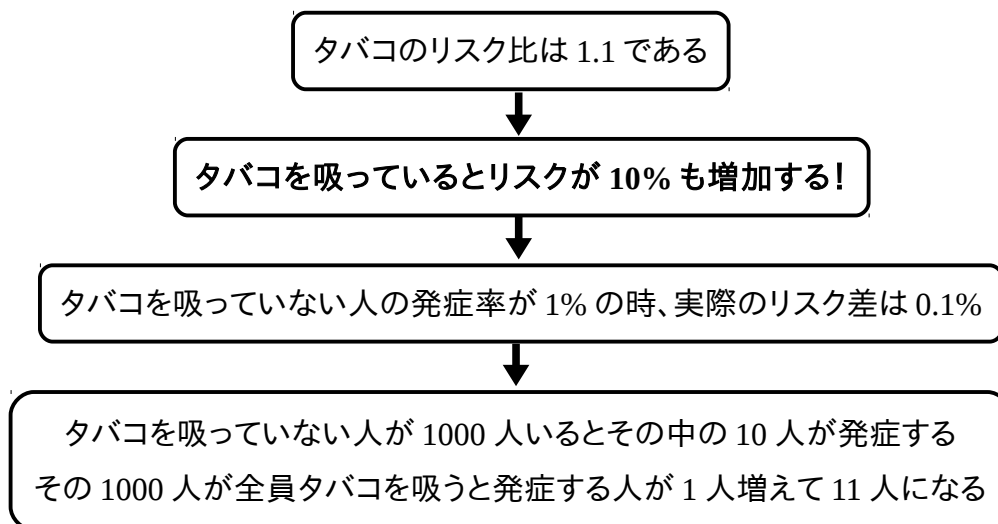 タバコのリスク比は 1.1 である
タバコを吸っているとリスクが 10% も増加する!
タバコを吸っていない人の発症率が 1% の時、実際のリスク差は 0.1%
タバコを吸っていない人が 1000 人いるとその中の 10 人が発症する
その 1000 人が全員タバコを吸うと発症する人が 1 人増えて 11 人になる